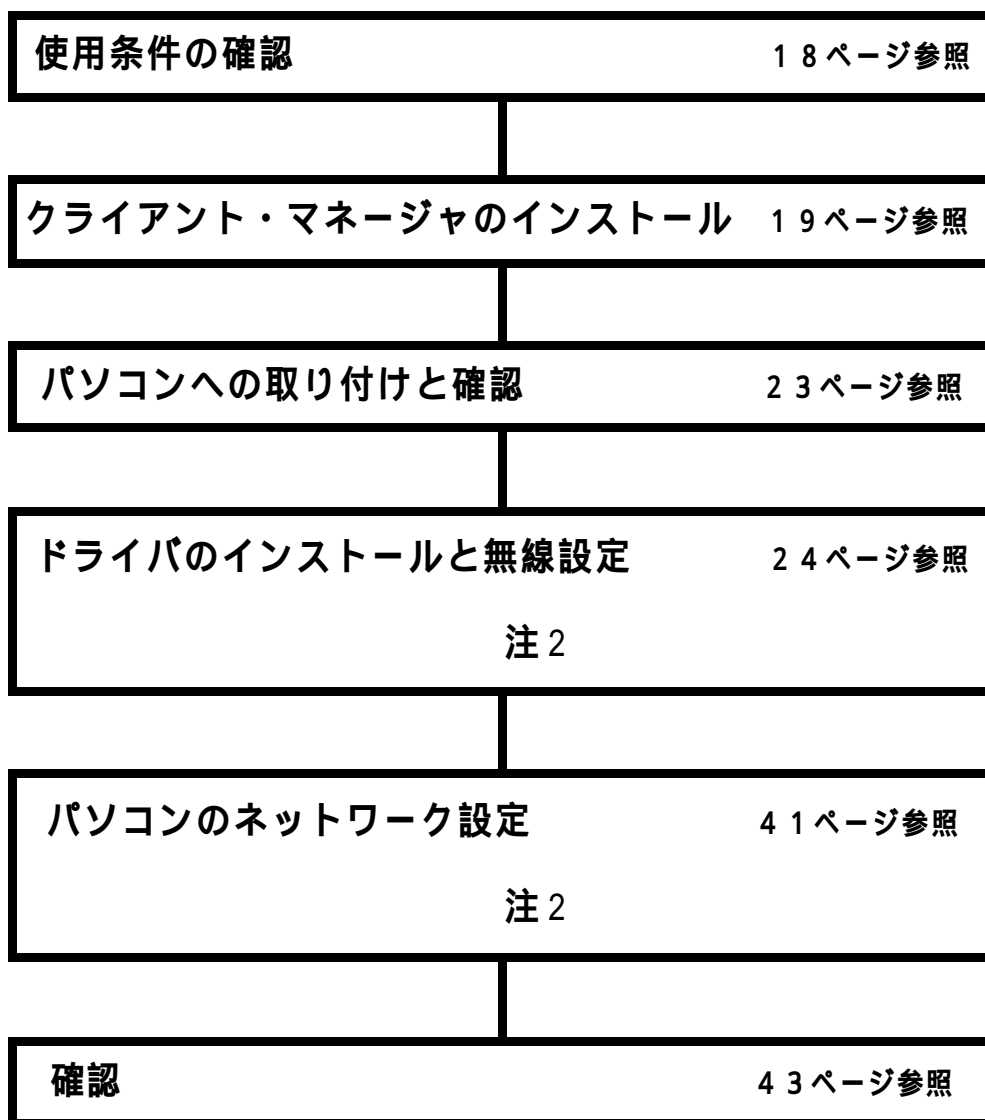 使用条件の確認 18ページ参照
クライアント・マネージャのインストール 19ページ参照
パソコンへの取り付けと確認 23ページ参照
ドライバのインストールと無線設定 24ページ参照
注2
パソコンのネットワーク設定 41ページ参照
注2
確認 43ページ参照